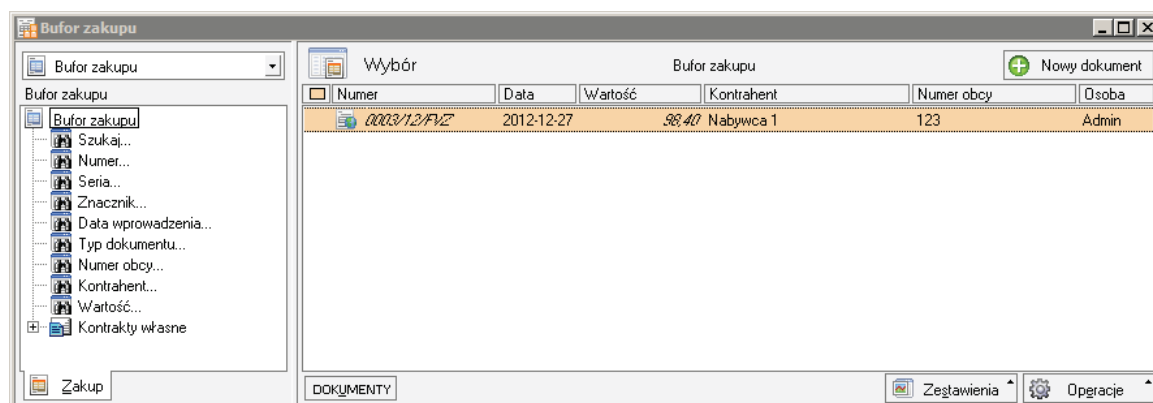 Bufor zakupu
Bufor zakupu
Bufor zakupu
Bufor zakupu
Szukaj...
Numer...
Seria...
Znacznik...
Data wprowadzenia...
Typ dokumentu...
Numer obcy...
Kontrahent...
Wartość...
Kontrakty własne
Zakup
Wybór Bufor zakupu Nowy dokument
Numer Data Wartość Kontrahent Numer obcy Osoba
0003/12/FVZ 2012-12-27 98,40 Nabywca 1 123 Admin
DOKUMENTY Zestawienia Operacje